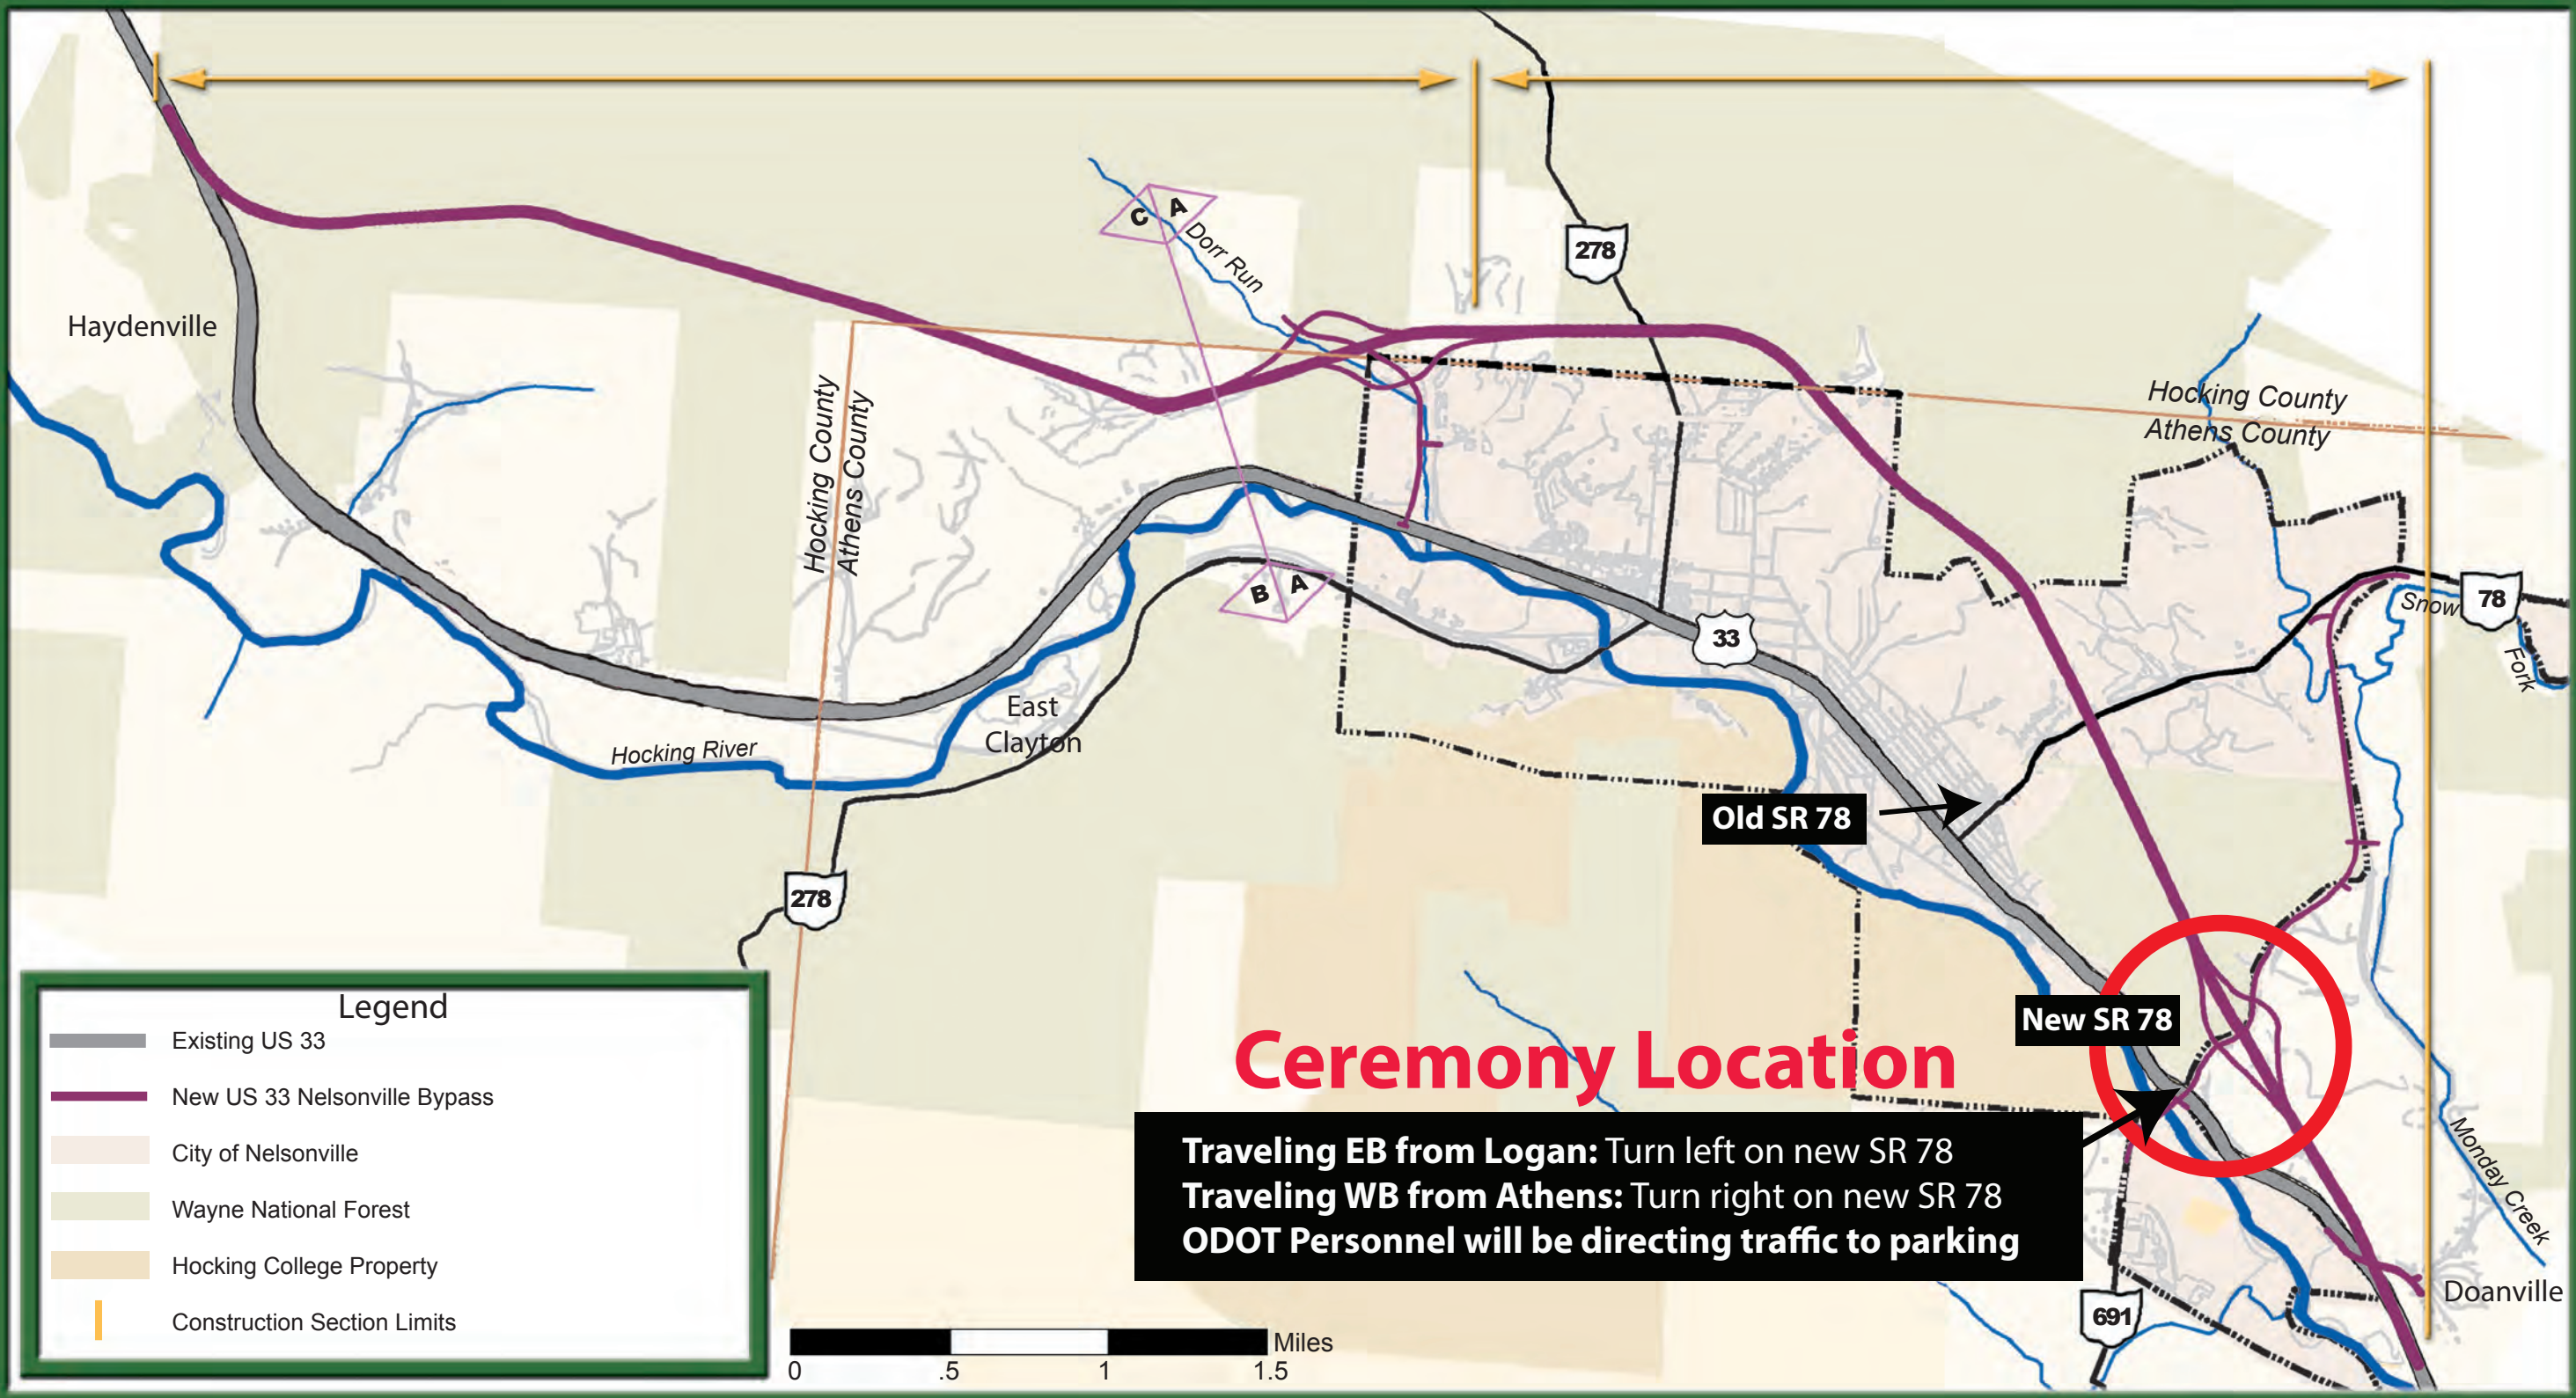 C A
Dorr Run
278
Haydenville
Hocking County
Athens County
Hocking County
Athens County
B A
Snow
78
Fork
33
East
Clayton
Hocking River
Old SR 78
278
New SR 78
Ceremony Location
Traveling EB from Logan: Turn left on new SR 78
Traveling WB from Athens: Turn right on new SR 78
ODOT Personnel will be directing traffic to parking
Monday Creek
Doanville
691
Legend
Existing US 33
New US 33 Nelsonville Bypass
City of Nelsonville
Wayne National Forest
Hocking College Property
Construction Section Limits
Miles
0 .5 1 1.5